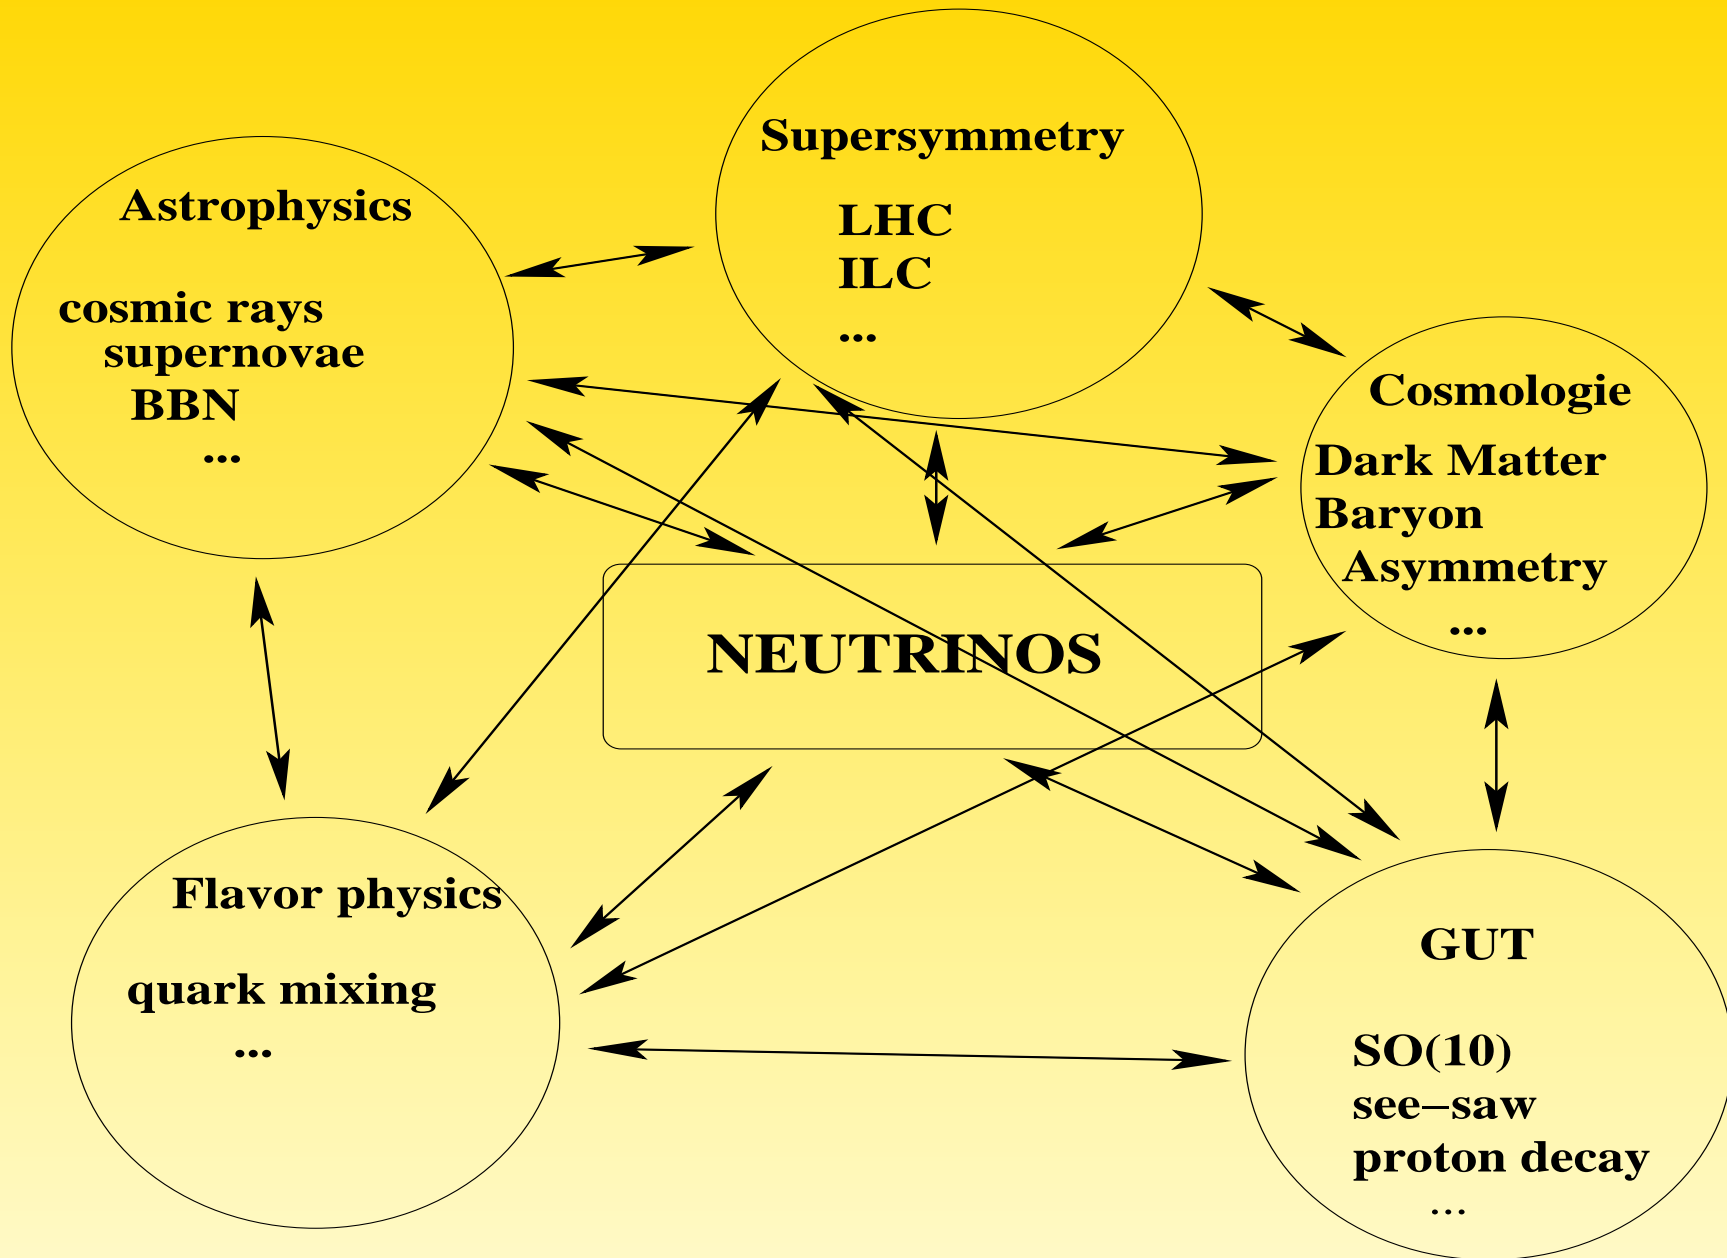 Supersymmetry
LHC
ILC
...
Astrophysics
cosmic rays
supernovae
BBN
...
Cosmologie
Dark Matter
Baryon
Asymmetry
...
NEUTRINOS
Flavor physics
quark mixing
...
GUT
SO(10)
see–saw
proton decay
...